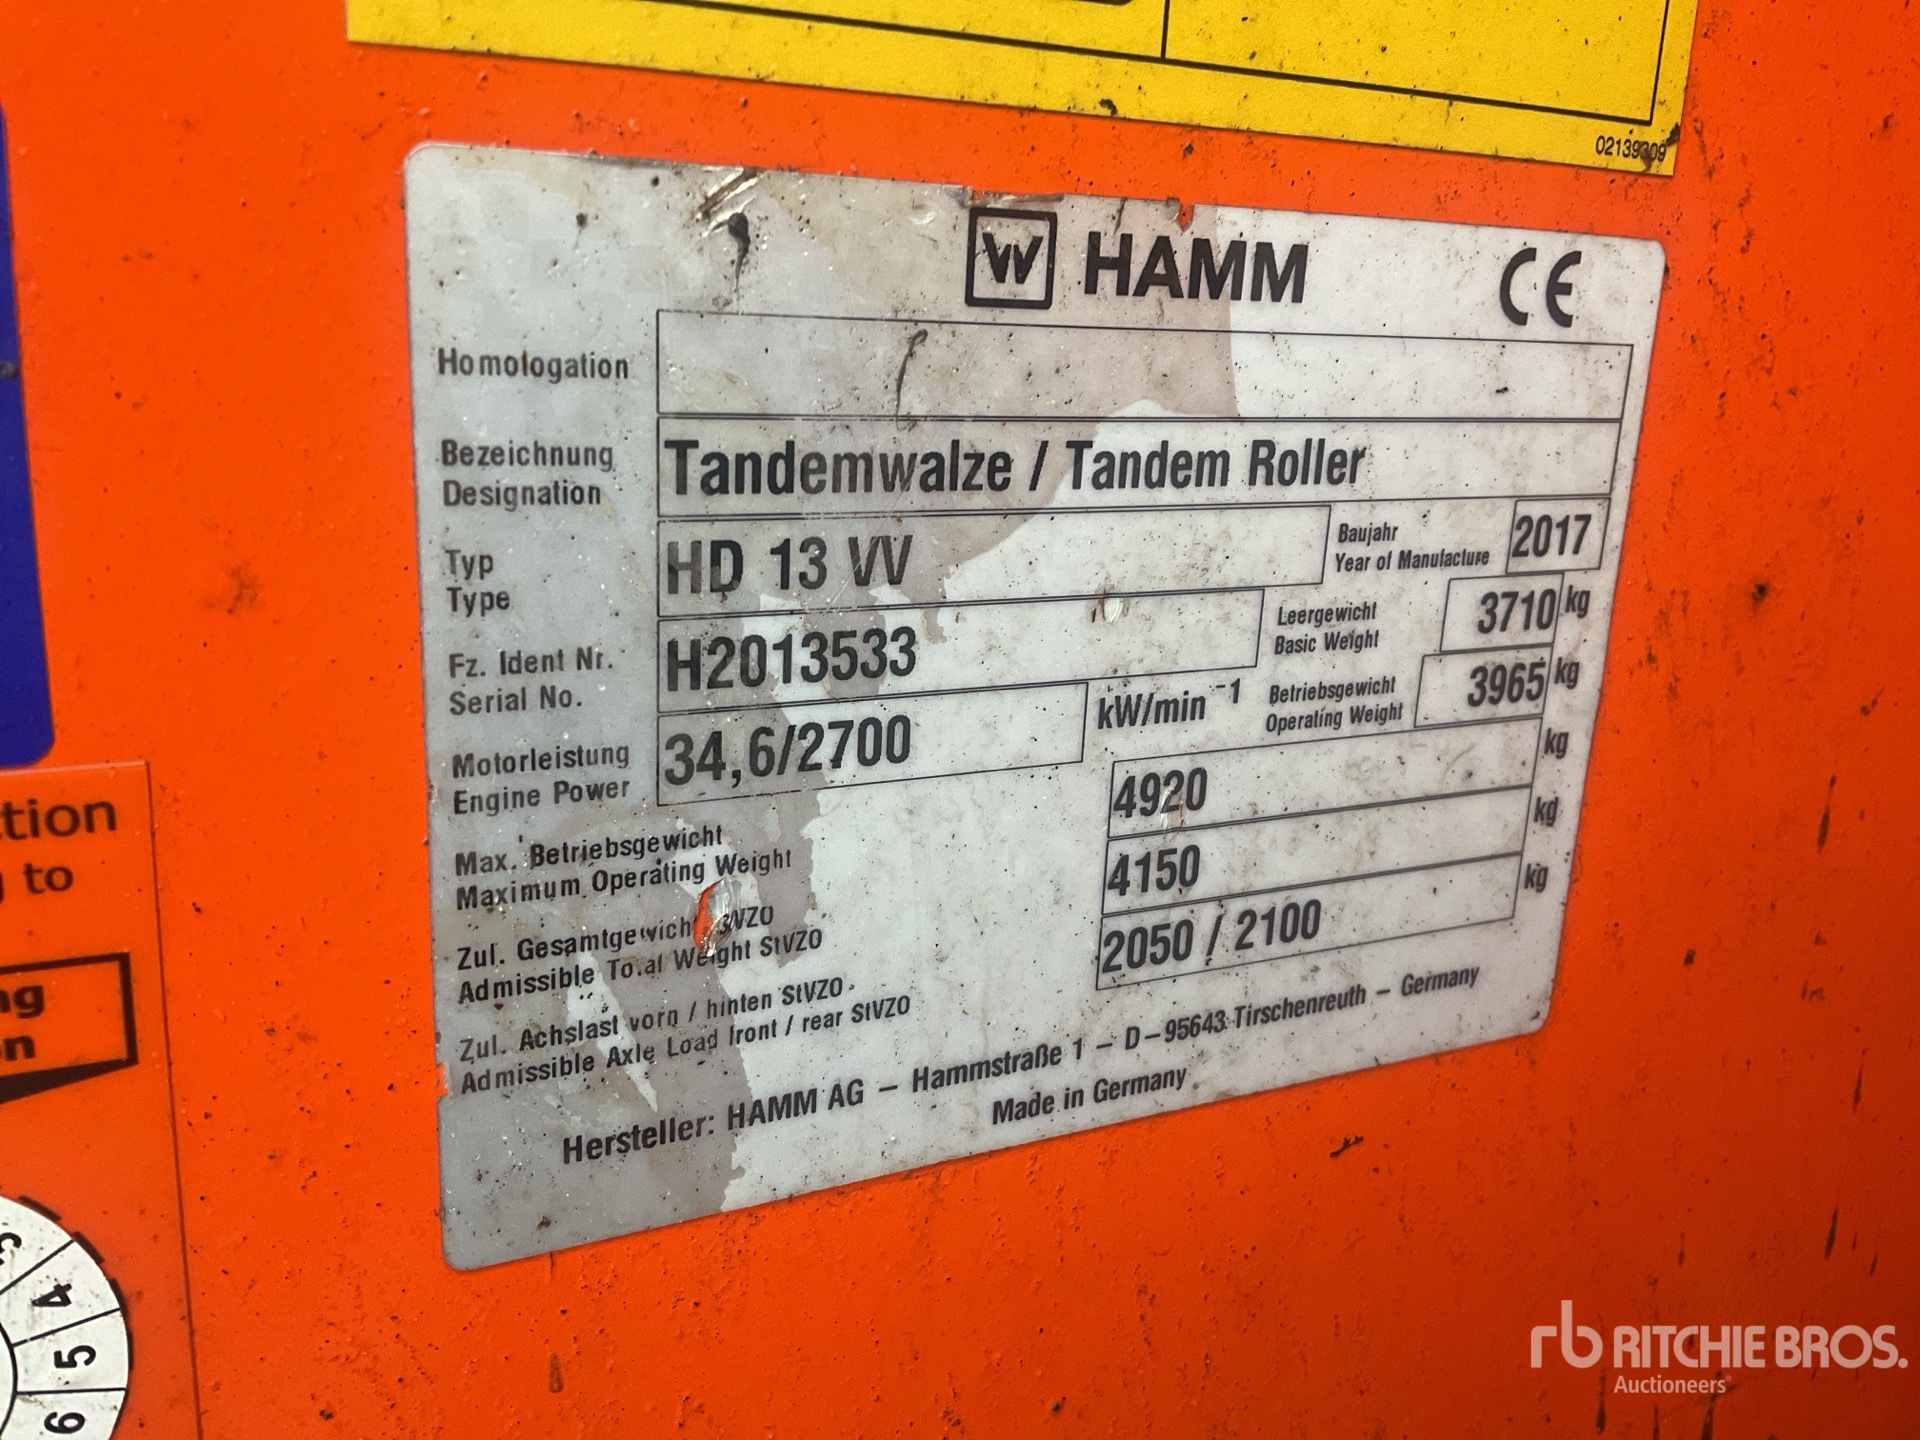 02139309
W HAMM CE
Homologation
Bezeichnung
Designation
Tandemwalze / Tandem Roller
Typ
Type
HD 13 VV
Baujahr
Year of Manufacture
2017
Fz. Ident Nr.
Serial No.
H2013533
Leergewicht
Basic Weight
3710 kg
Motorleistung
Engine Power
34,6/2700 kW/min⁻¹
Betriebsgewicht
Operating Weight
3965 kg
Max. Betriebsgewicht
Maximum Operating Weight
4920 kg
Zul. Gesamtgewicht StVZO
Admissible Total Weight StVZO
4150 kg
Zul. Achslast vorn / hinten StVZO
Admissible Axle Load front / rear StVZO
2050 / 2100 kg
Hersteller: HAMM AG – Hammstraße 1 – D–95643 Tirschenreuth – Germany
Made in Germany
to
4
5
6
rb RITCHIE BROS.
Auctioneers